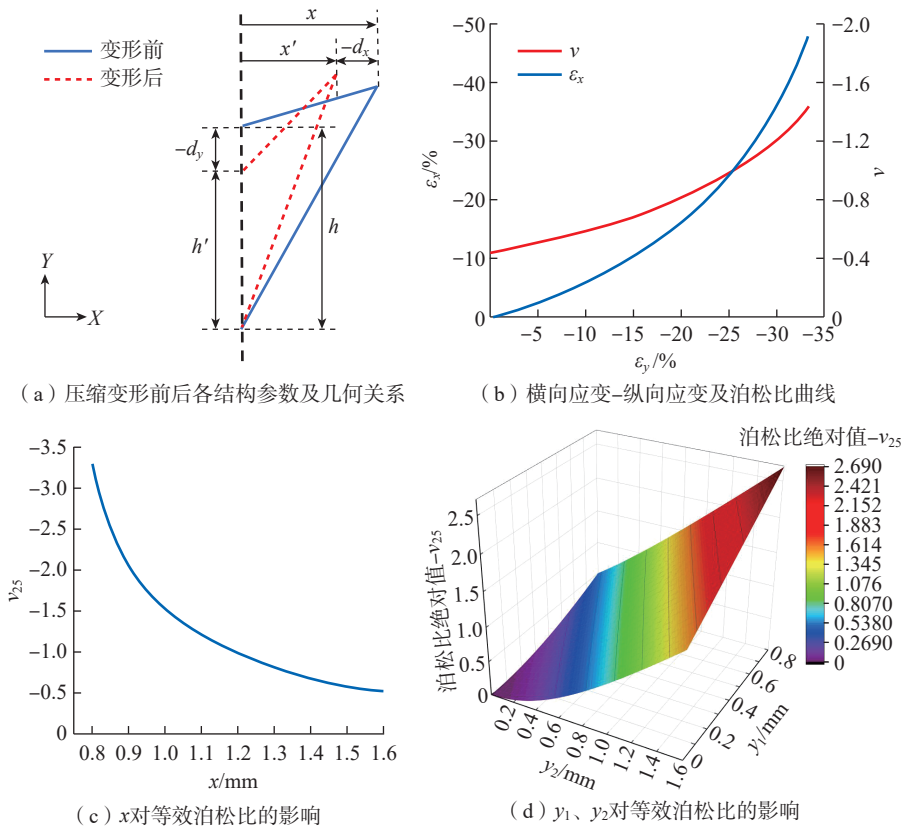 x
x′
−dx
变形前
变形后
−dy
h′
h
Y
X
（a）压缩变形前后各结构参数及几何关系
-50
-40
-30
-20
-10
0
εx/%
-2.0
-1.6
-1.2
-0.8
-0.4
0
v
v
εx
-5 -10 -15 -20 -25 -30 -35
εy/%
（b）横向应变–纵向应变及泊松比曲线
-3.5
-3.0
-2.5
-2.0
-1.5
-1.0
-0.5
0
v25
0.8 0.9 1.0 1.1 1.2 1.3 1.4 1.5 1.6
x/mm
（c）x对等效泊松比的影响
泊松比绝对值-v25
2.690
2.421
2.152
1.883
1.614
1.345
1.076
0.8070
0.5380
0.2690
0
泊松比绝对值-v25
2.5
2.0
1.5
1.0
0.5
0
0.2 0.4 0.6 0.8 1.0 1.2 1.4 1.6
y2/mm
0 0.2 0.4 0.6 0.8
y1/mm
（d）y1、y2对等效泊松比的影响